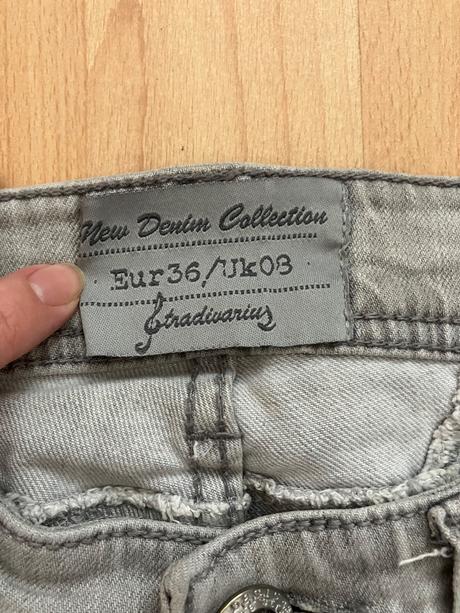 New Denim Collection
Eur36/Uk08
Stradivarius